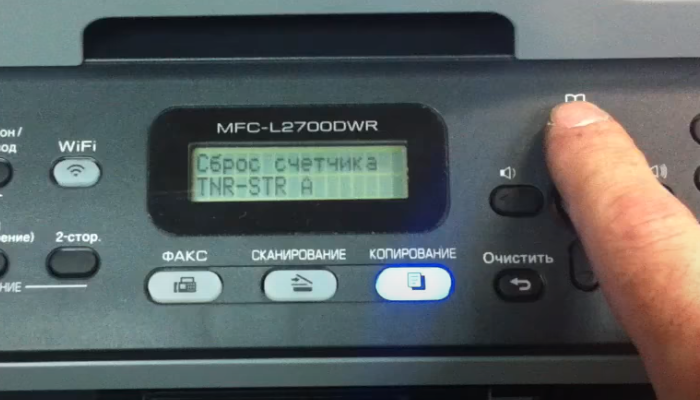 MFC-L2700DWR
Сброс счетчика
TNR-STR A
WiFi
2-стор.
ФАКС
СКАНИРОВАНИЕ
КОПИРОВАНИЕ
Очистить